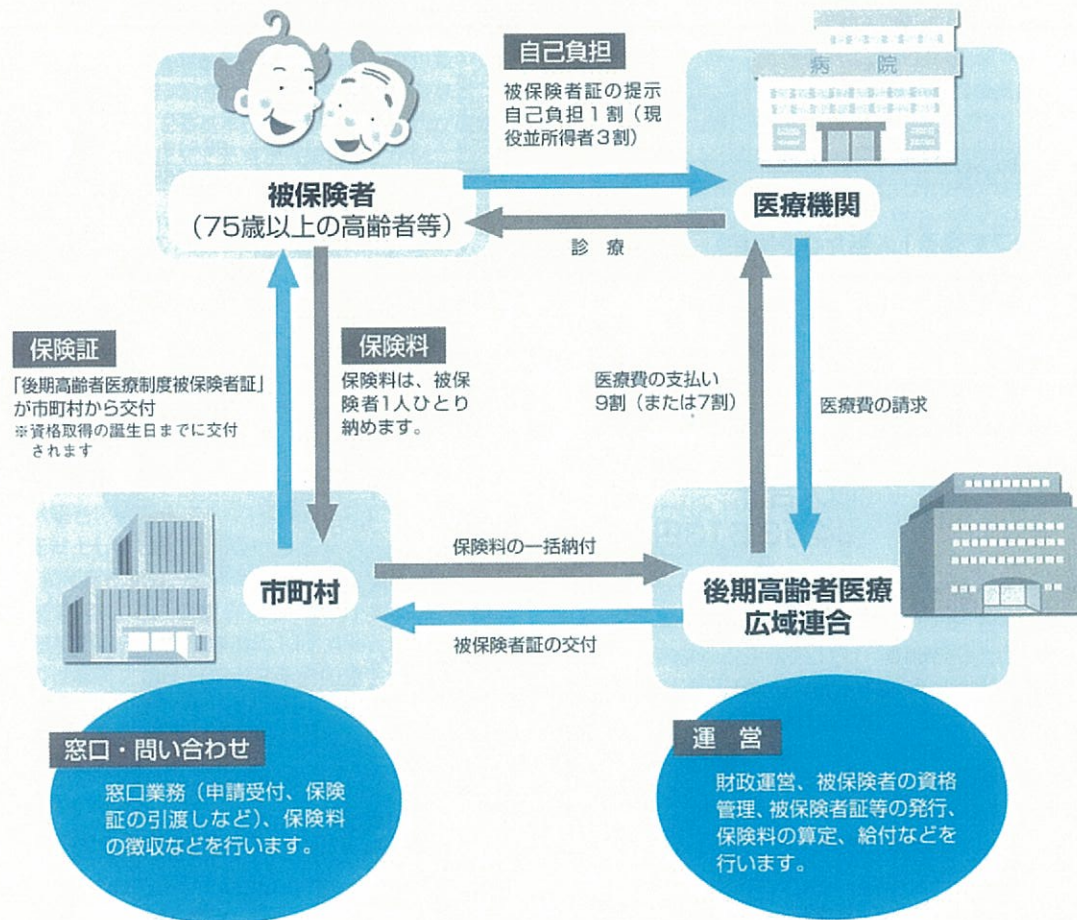 自己負担
被保険者証の提示
自己負担1割（現
役並所得者3割）
病院
被保険者
（75歳以上の高齢者等）
医療機関
診療
保険証
「後期高齢者医療制度被保険者証」
が市町村から交付
※資格取得の誕生日までに交付
されます
保険料
保険料は、被保
険者1人ひとり
納めます。
医療費の支払い
9割（または7割）
医療費の請求
市町村
保険料の一括納付
被保険者証の交付
後期高齢者医療
広域連合
窓口・問い合わせ
窓口業務（申請受付、保険
証の引渡しなど）、保険料
の徴収などを行います。
運営
財政運営、被保険者の資格
管理、被保険者証等の発行、
保険料の算定、給付などを
行います。